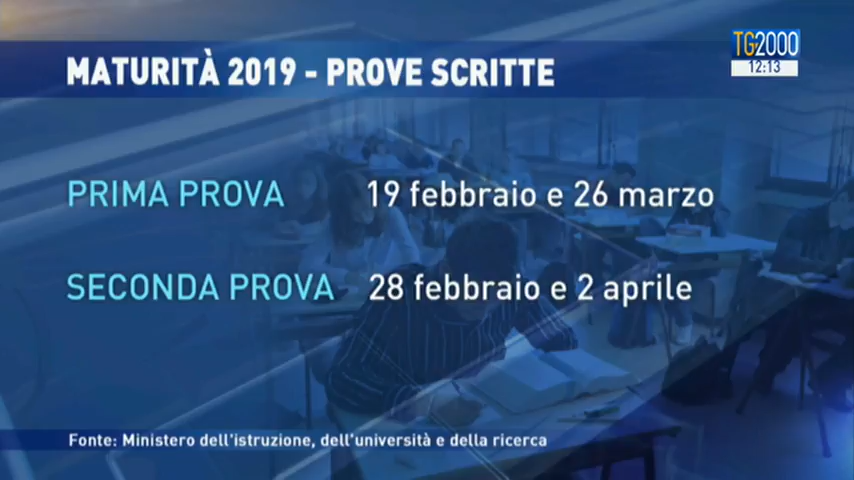 TG2000
12:13
MATURITÀ 2019 - PROVE SCRITTE
PRIMA PROVA 19 febbraio e 26 marzo
SECONDA PROVA 28 febbraio e 2 aprile
Fonte: Ministero dell'istruzione, dell'università e della ricerca